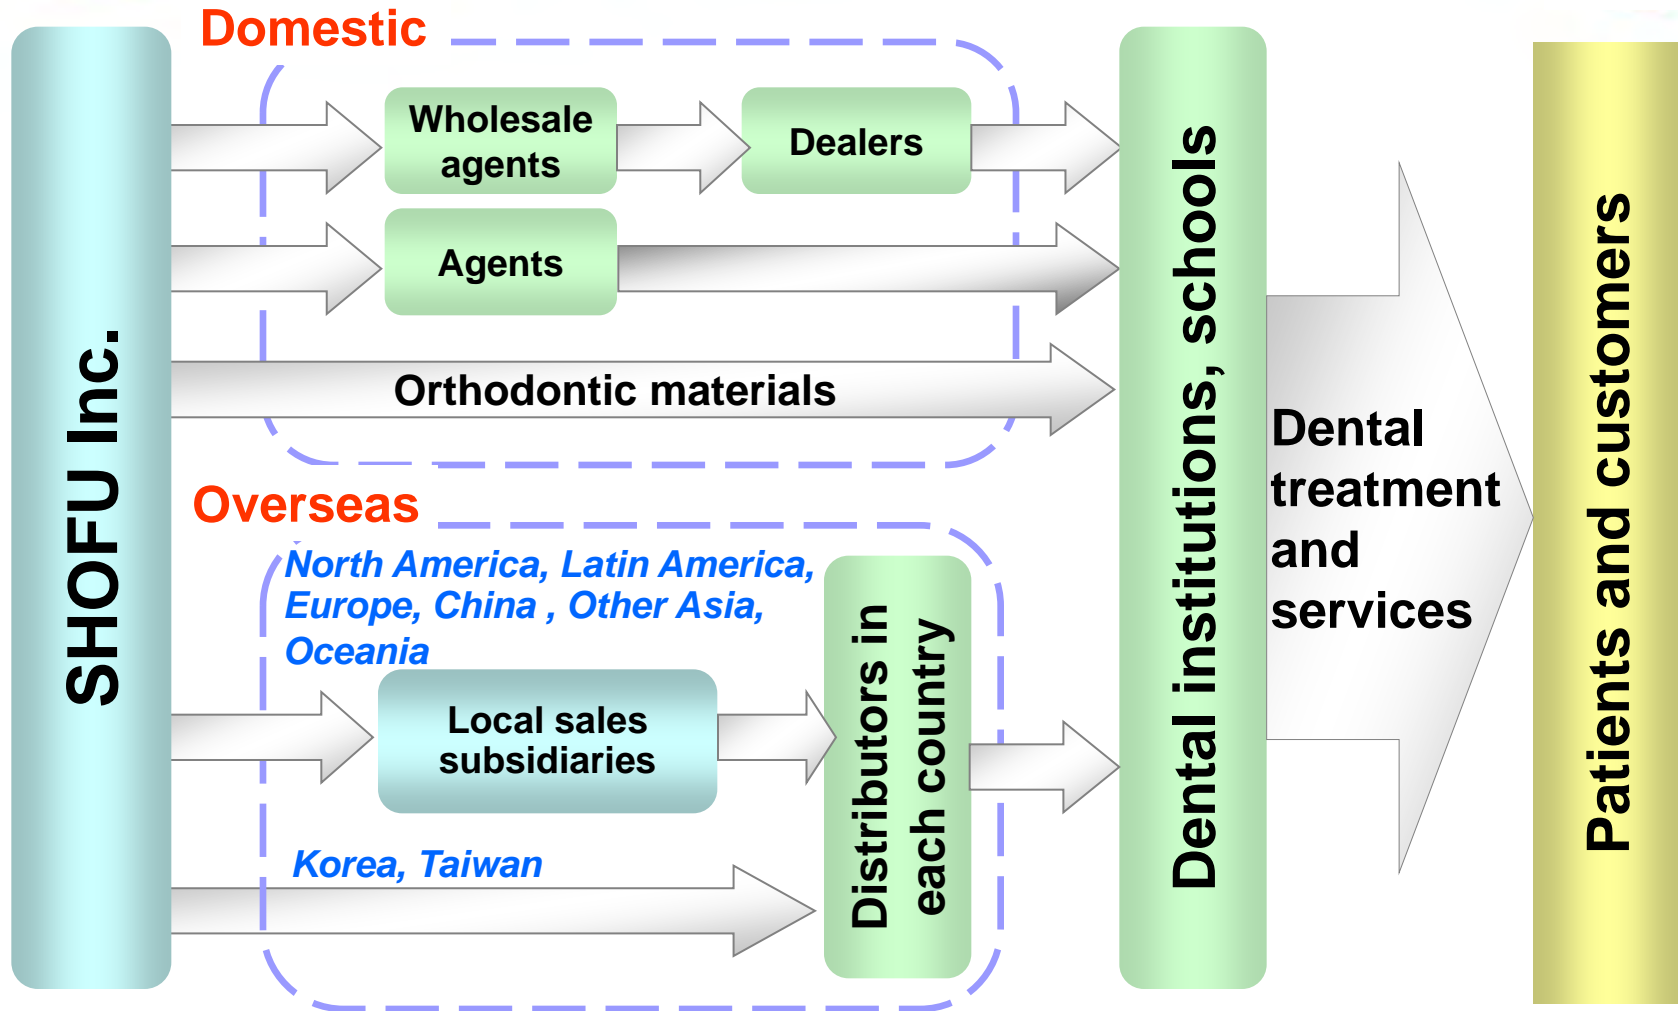 SHOFU Inc.
Domestic
Wholesale
agents
Dealers
Agents
Orthodontic materials
Overseas
North America, Latin America,
Europe, China , Other Asia,
Oceania
Local sales
subsidiaries
Korea, Taiwan
Distributors in
each country
Dental institutions, schools
Dental
treatment
and
services
Patients and customers